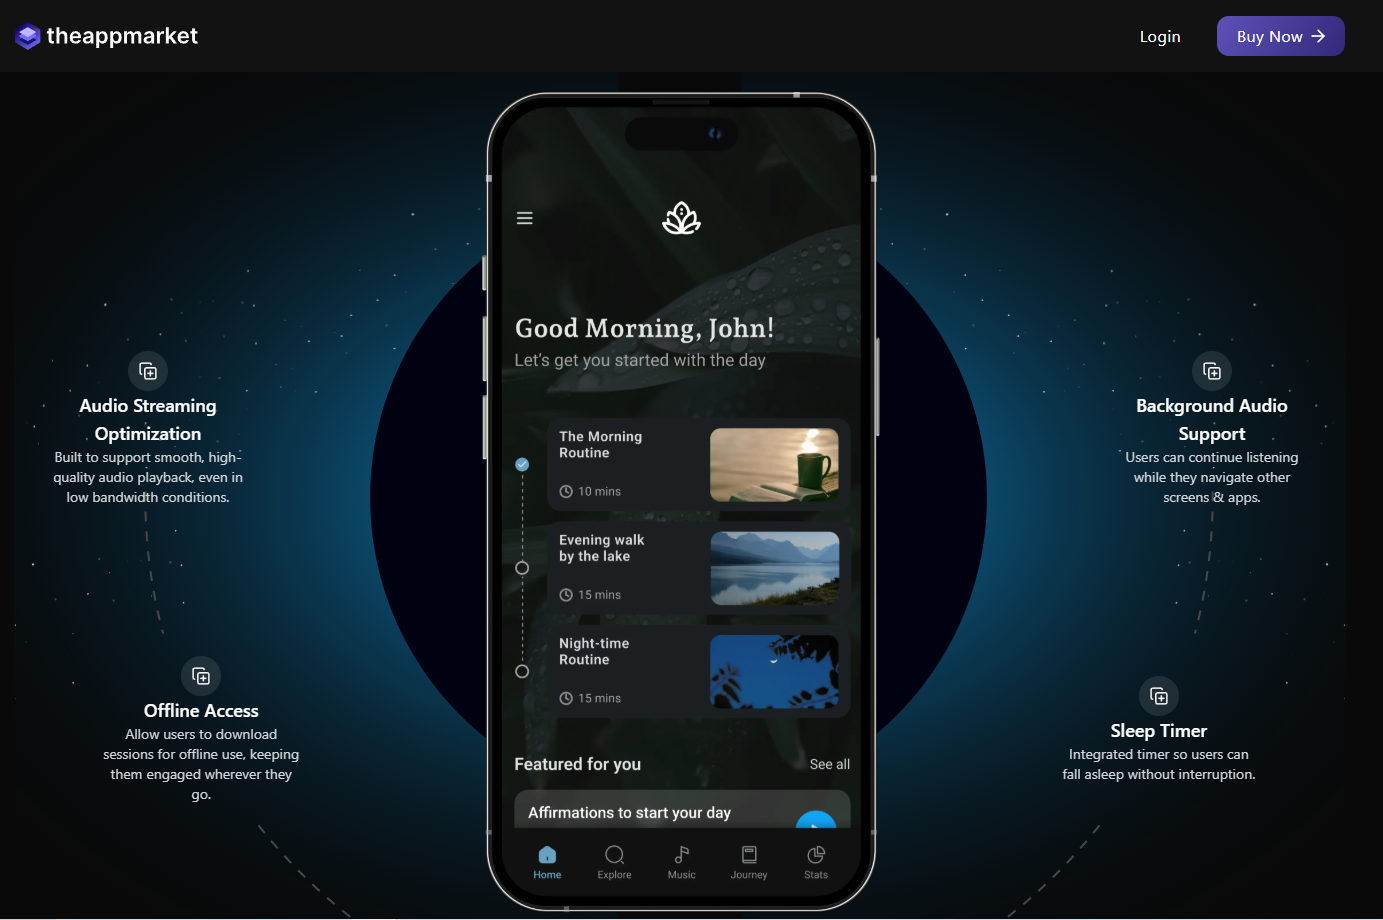 theappmarket
Login
Buy Now
Good Morning, John!
Let's get you started with the day
The Morning
Routine
10 mins
Evening walk
by the lake
15 mins
Night-time
Routine
15 mins
Featured for you
See all
Affirmations to start your day
Home
Explore
Music
Journey
Stats
Audio Streaming
Optimization
Built to support smooth, high-
quality audio playback, even in
low bandwidth conditions.
Offline Access
Allow users to download
sessions for offline use, keeping
them engaged wherever they
go.
Background Audio
Support
Users can continue listening
while they navigate other
screens & apps.
Sleep Timer
Integrated timer so users can
fall asleep without interruption.